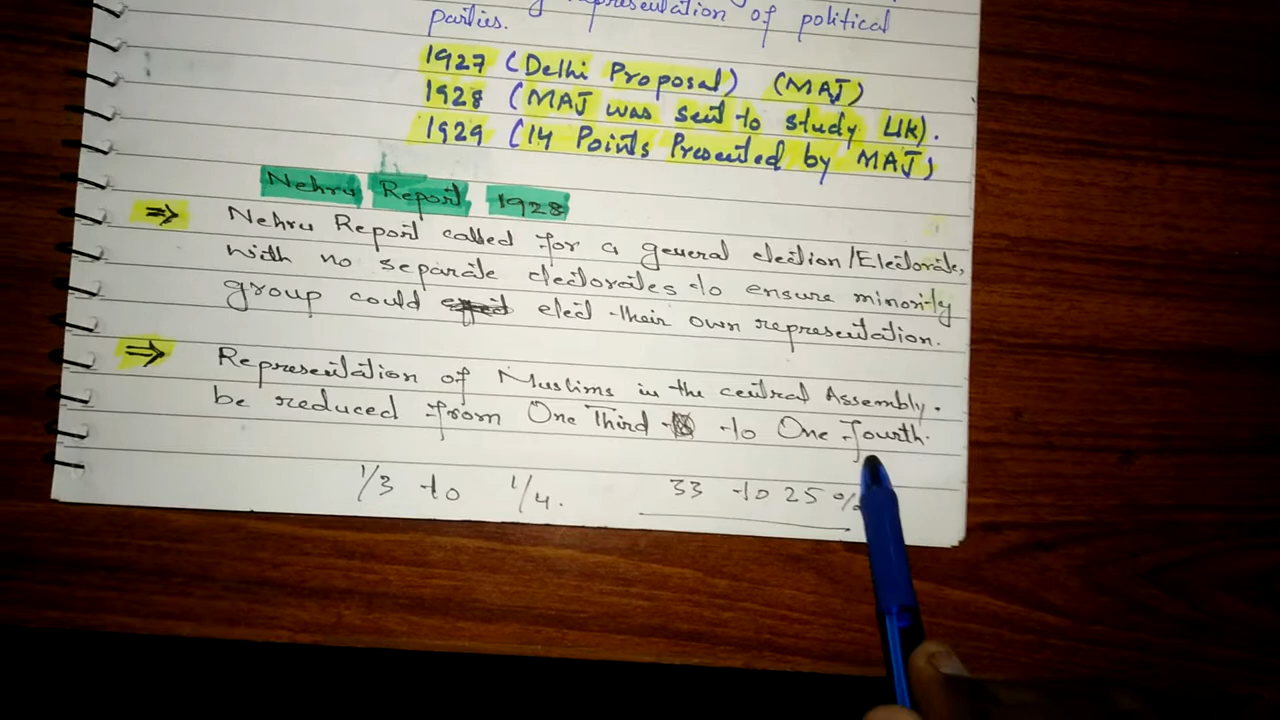 representation of political
parties.
1927 (Delhi Proposal) (MAJ)
1928 (MAJ was sent to study UK).
1929 (14 Points Presented by MAJ)
Nehru Report 1928
⇒ Nehru Report called for a general election/Electorate,
with no separate electorates to ensure minority
group could elect their own representation.
⇒ Representation of Muslims in the central Assembly.
be reduced from One Third to One fourth.
1/3 to 1/4. 33 to 25%